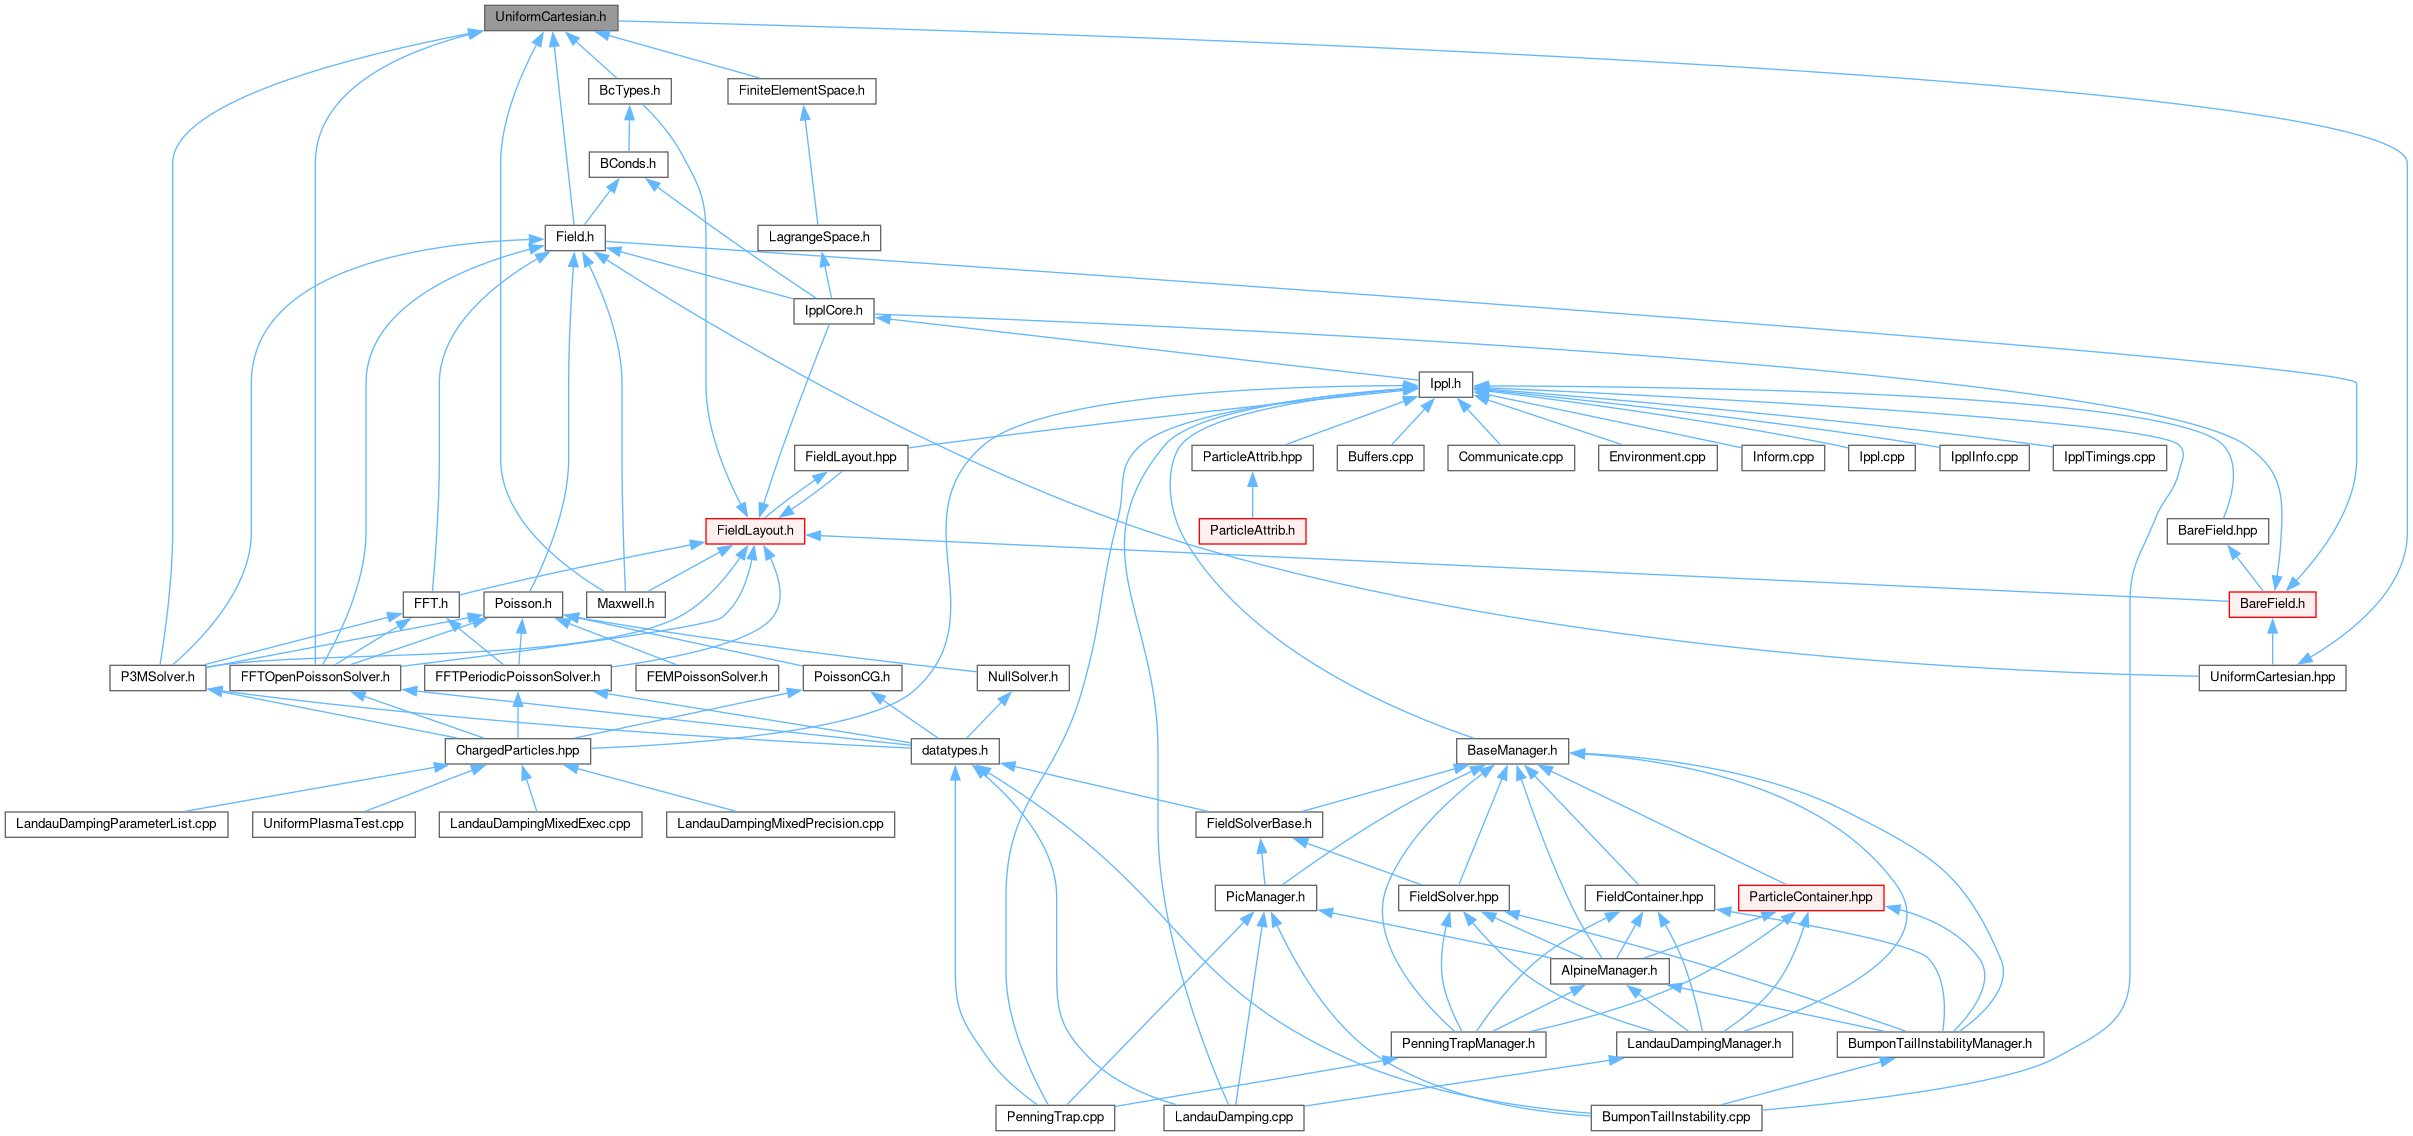 UniformCartesian.h
BcTypes.h
FiniteElementSpace.h
BConds.h
Field.h
LagrangeSpace.h
IpplCore.h
Ippl.h
FieldLayout.hpp
ParticleAttrib.hpp
Buffers.cpp
Communicate.cpp
Environment.cpp
Inform.cpp
Ippl.cpp
IpplInfo.cpp
IpplTimings.cpp
FieldLayout.h
ParticleAttrib.h
BareField.hpp
FFT.h
Poisson.h
Maxwell.h
BareField.h
P3MSolver.h
FFTOpenPoissonSolver.h
FFTPeriodicPoissonSolver.h
FEMPoissonSolver.h
PoissonCG.h
NullSolver.h
UniformCartesian.hpp
ChargedParticles.hpp
datatypes.h
BaseManager.h
LandauDampingParameterList.cpp
UniformPlasmaTest.cpp
LandauDampingMixedExec.cpp
LandauDampingMixedPrecision.cpp
FieldSolverBase.h
PicManager.h
FieldSolver.hpp
FieldContainer.hpp
ParticleContainer.hpp
AlpineManager.h
PenningTrapManager.h
LandauDampingManager.h
BumponTailInstabilityManager.h
PenningTrap.cpp
LandauDamping.cpp
BumponTailInstability.cpp